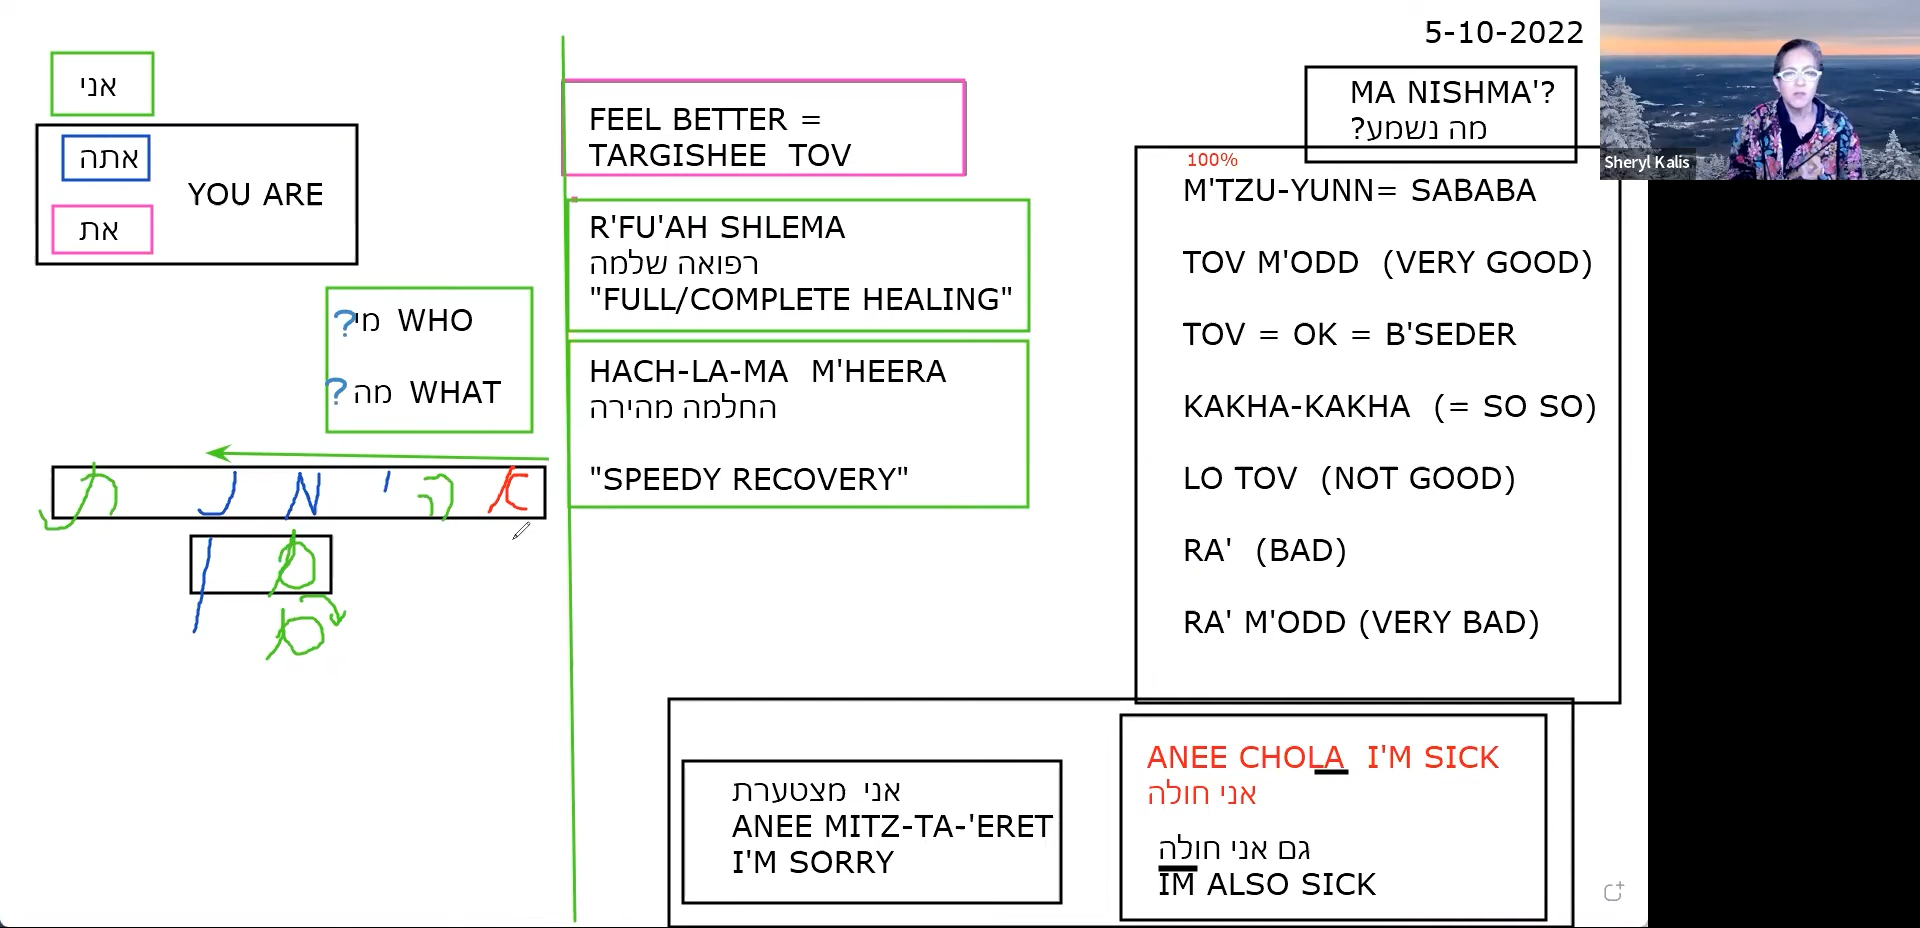 5-10-2022
אני
אתה
YOU ARE
את
?מי WHO
?מה WHAT
א ה י מ נ ת
ם ן
ם
FEEL BETTER =
TARGISHEE TOV
R'FU'AH SHLEMA
רפואה שלמה
"FULL/COMPLETE HEALING"
HACH-LA-MA M'HEERA
החלמה מהירה
"SPEEDY RECOVERY"
MA NISHMA'?
?מה נשמע
100%
M'TZU-YUNN= SABABA
TOV M'ODD (VERY GOOD)
TOV = OK = B'SEDER
KAKHA-KAKHA (= SO SO)
LO TOV (NOT GOOD)
RA' (BAD)
RA' M'ODD (VERY BAD)
אני מצטערת
ANEE MITZ-TA-'ERET
I'M SORRY
ANEE CHOLA I'M SICK
אני חולה
גם אני חולה
IM ALSO SICK
Sheryl Kalis